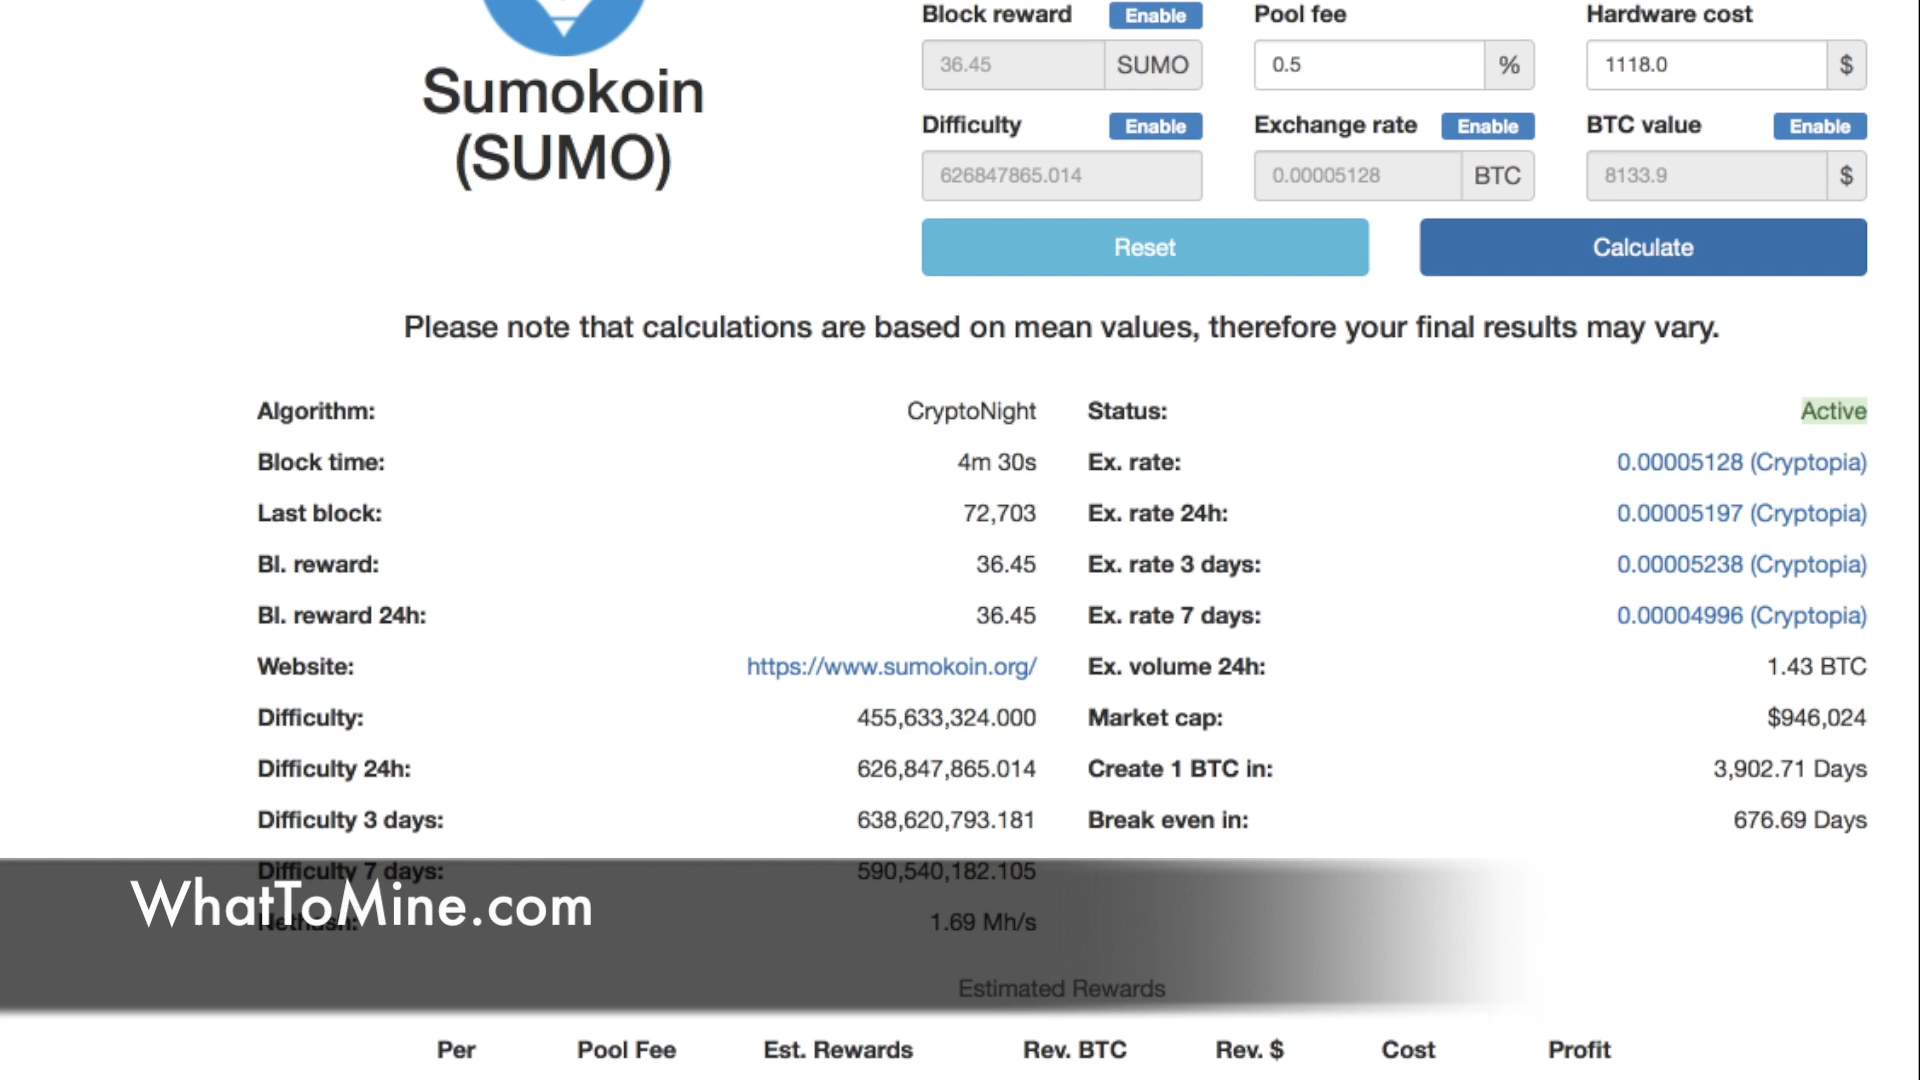 Block reward Enable Pool fee Hardware cost
36.45 SUMO 0.5 % 1118.0 $
Sumokoin
(SUMO)
Difficulty Enable Exchange rate Enable BTC value Enable
626847865.014 0.00005128 BTC 8133.9 $
Reset Calculate
Please note that calculations are based on mean values, therefore your final results may vary.
Algorithm: CryptoNight Status: Active
Block time: 4m 30s Ex. rate: 0.00005128 (Cryptopia)
Last block: 72,703 Ex. rate 24h: 0.00005197 (Cryptopia)
Bl. reward: 36.45 Ex. rate 3 days: 0.00005238 (Cryptopia)
Bl. reward 24h: 36.45 Ex. rate 7 days: 0.00004996 (Cryptopia)
Website: https://www.sumokoin.org/ Ex. volume 24h: 1.43 BTC
Difficulty: 455,633,324.000 Market cap: $946,024
Difficulty 24h: 626,847,865.014 Create 1 BTC in: 3,902.71 Days
Difficulty 3 days: 638,620,793.181 Break even in: 676.69 Days
Difficulty 7 days: 590,540,182.105
WhatToMine.com
Nethash: 1.69 Mh/s
Estimated Rewards
Per Pool Fee Est. Rewards Rev. BTC Rev. $ Cost Profit